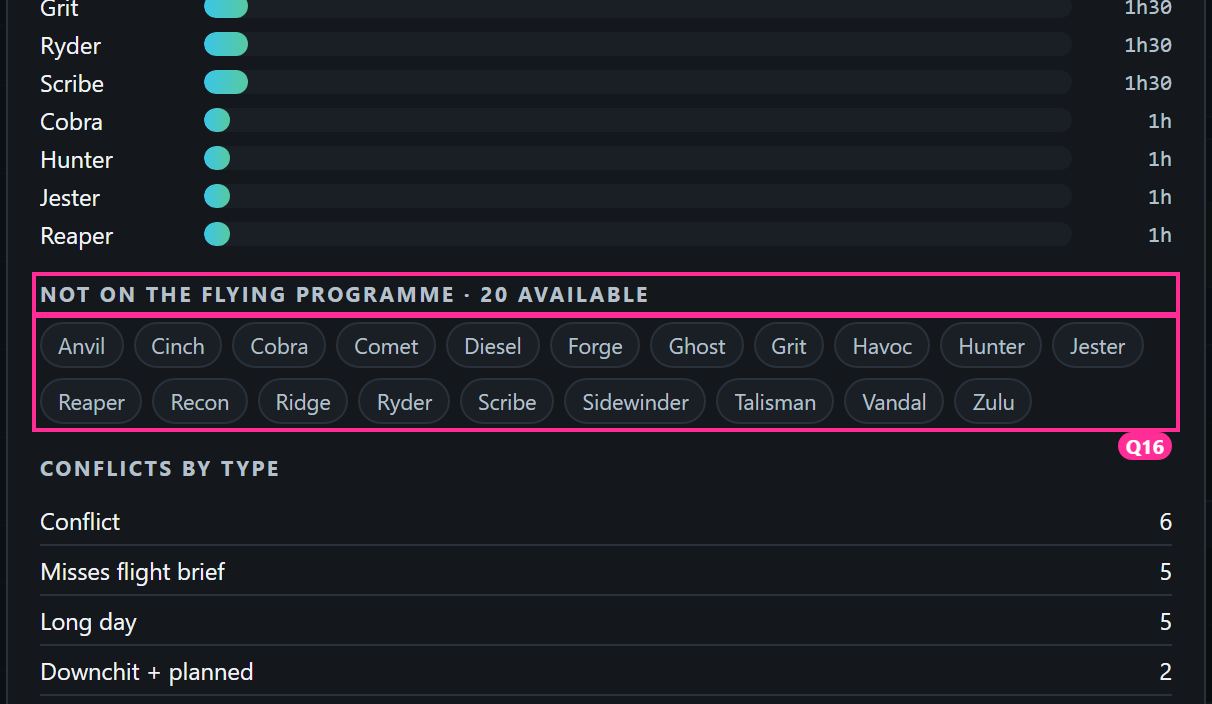 Grit 1h30
Ryder 1h30
Scribe 1h30
Cobra 1h
Hunter 1h
Jester 1h
Reaper 1h
NOT ON THE FLYING PROGRAMME · 20 AVAILABLE
Anvil Cinch Cobra Comet Diesel Forge Ghost Grit Havoc Hunter Jester
Reaper Recon Ridge Ryder Scribe Sidewinder Talisman Vandal Zulu
Q16
CONFLICTS BY TYPE
Conflict 6
Misses flight brief 5
Long day 5
Downchit + planned 2